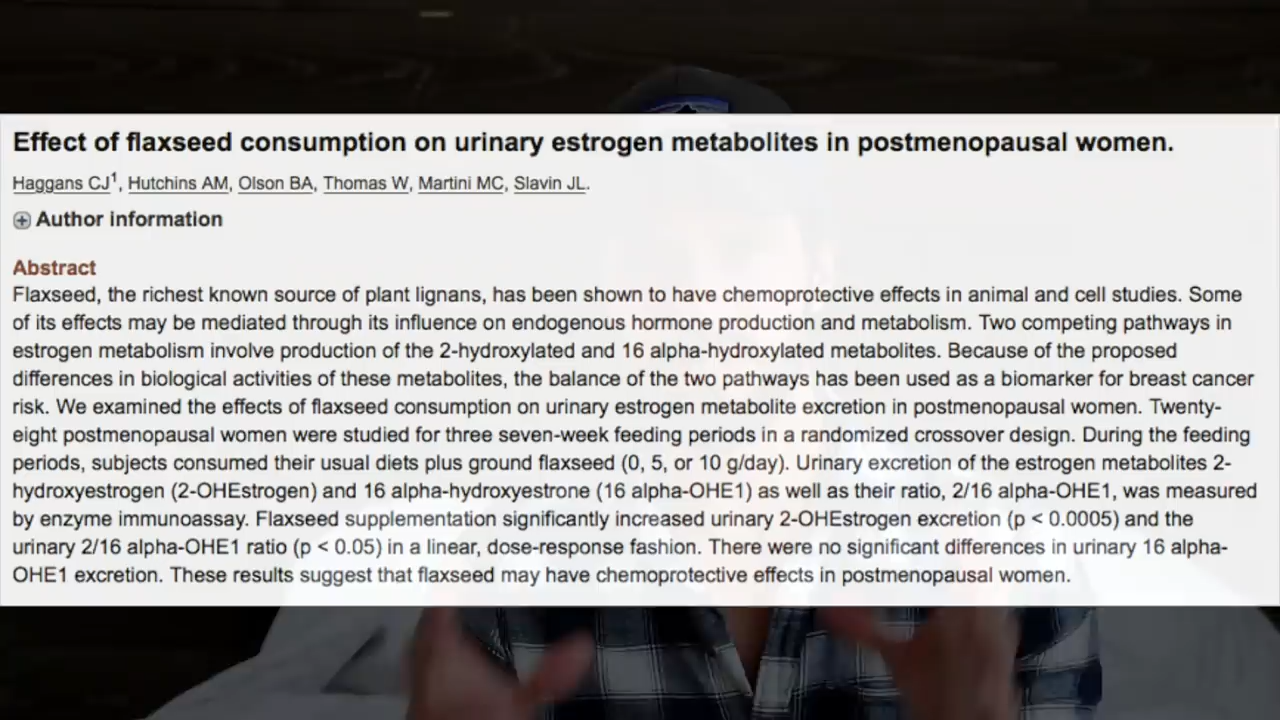 Effect of flaxseed consumption on urinary estrogen metabolites in postmenopausal women.
Haggans CJ1, Hutchins AM, Olson BA, Thomas W, Martini MC, Slavin JL.
Author information
Abstract
Flaxseed, the richest known source of plant lignans, has been shown to have chemoprotective effects in animal and cell studies. Some
of its effects may be mediated through its influence on endogenous hormone production and metabolism. Two competing pathways in
estrogen metabolism involve production of the 2-hydroxylated and 16 alpha-hydroxylated metabolites. Because of the proposed
differences in biological activities of these metabolites, the balance of the two pathways has been used as a biomarker for breast cancer
risk. We examined the effects of flaxseed consumption on urinary estrogen metabolite excretion in postmenopausal women. Twenty-
eight postmenopausal women were studied for three seven-week feeding periods in a randomized crossover design. During the feeding
periods, subjects consumed their usual diets plus ground flaxseed (0, 5, or 10 g/day). Urinary excretion of the estrogen metabolites 2-
hydroxyestrogen (2-OHEstrogen) and 16 alpha-hydroxyestrone (16 alpha-OHE1) as well as their ratio, 2/16 alpha-OHE1, was measured
by enzyme immunoassay. Flaxseed supplementation significantly increased urinary 2-OHEstrogen excretion (p < 0.0005) and the
urinary 2/16 alpha-OHE1 ratio (p < 0.05) in a linear, dose-response fashion. There were no significant differences in urinary 16 alpha-
OHE1 excretion. These results suggest that flaxseed may have chemoprotective effects in postmenopausal women.